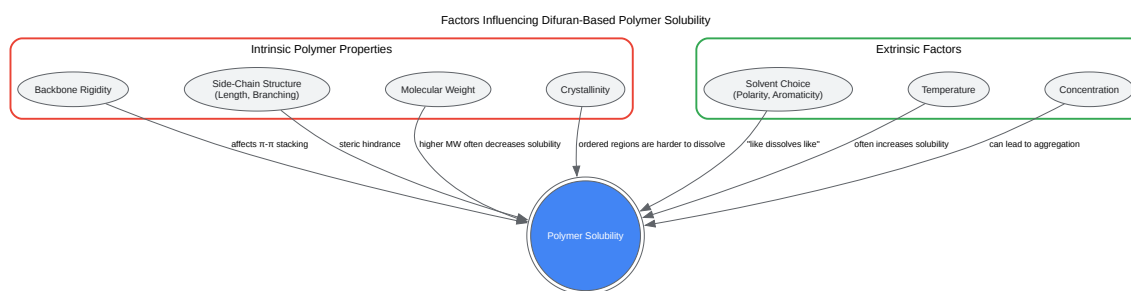 Factors Influencing Difuran-Based Polymer Solubility
Intrinsic Polymer Properties
Extrinsic Factors
Backbone Rigidity
Side-Chain Structure
(Length, Branching)
Molecular Weight
Crystallinity
Solvent Choice
(Polarity, Aromaticity)
Temperature
Concentration
affects π-π stacking
steric hindrance
higher MW often decreases solubility
ordered regions are harder to dissolve
"like dissolves like"
often increases solubility
can lead to aggregation
Polymer Solubility